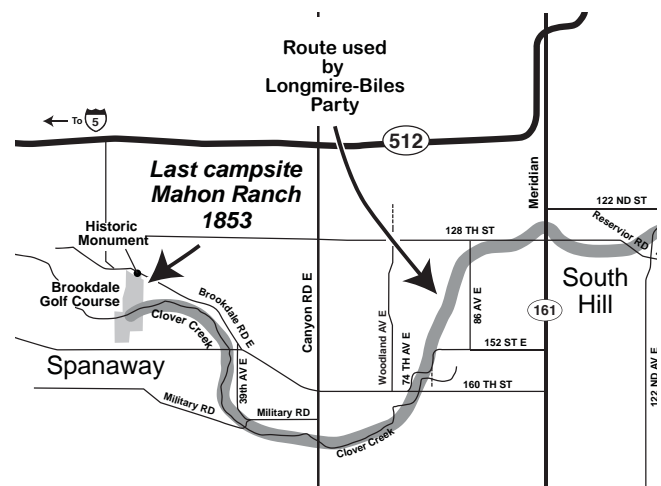 Route used
by
Longmire-Biles
Party
To 5
512
Last campsite
Mahon Ranch
1853
Meridian
122 ND ST
Reservior RD
128 TH ST
Historic
Monument
Brookdale
Golf Course
Brookdale RD E
Canyon RD E
Woodland AV E
86 AV E
South
Hill
161
Clover Creek
Spanaway
39th AV E
74 TH AV E
152 ST E
160 TH ST
122 ND AV E
Military RD
Military RD
Clover Creek